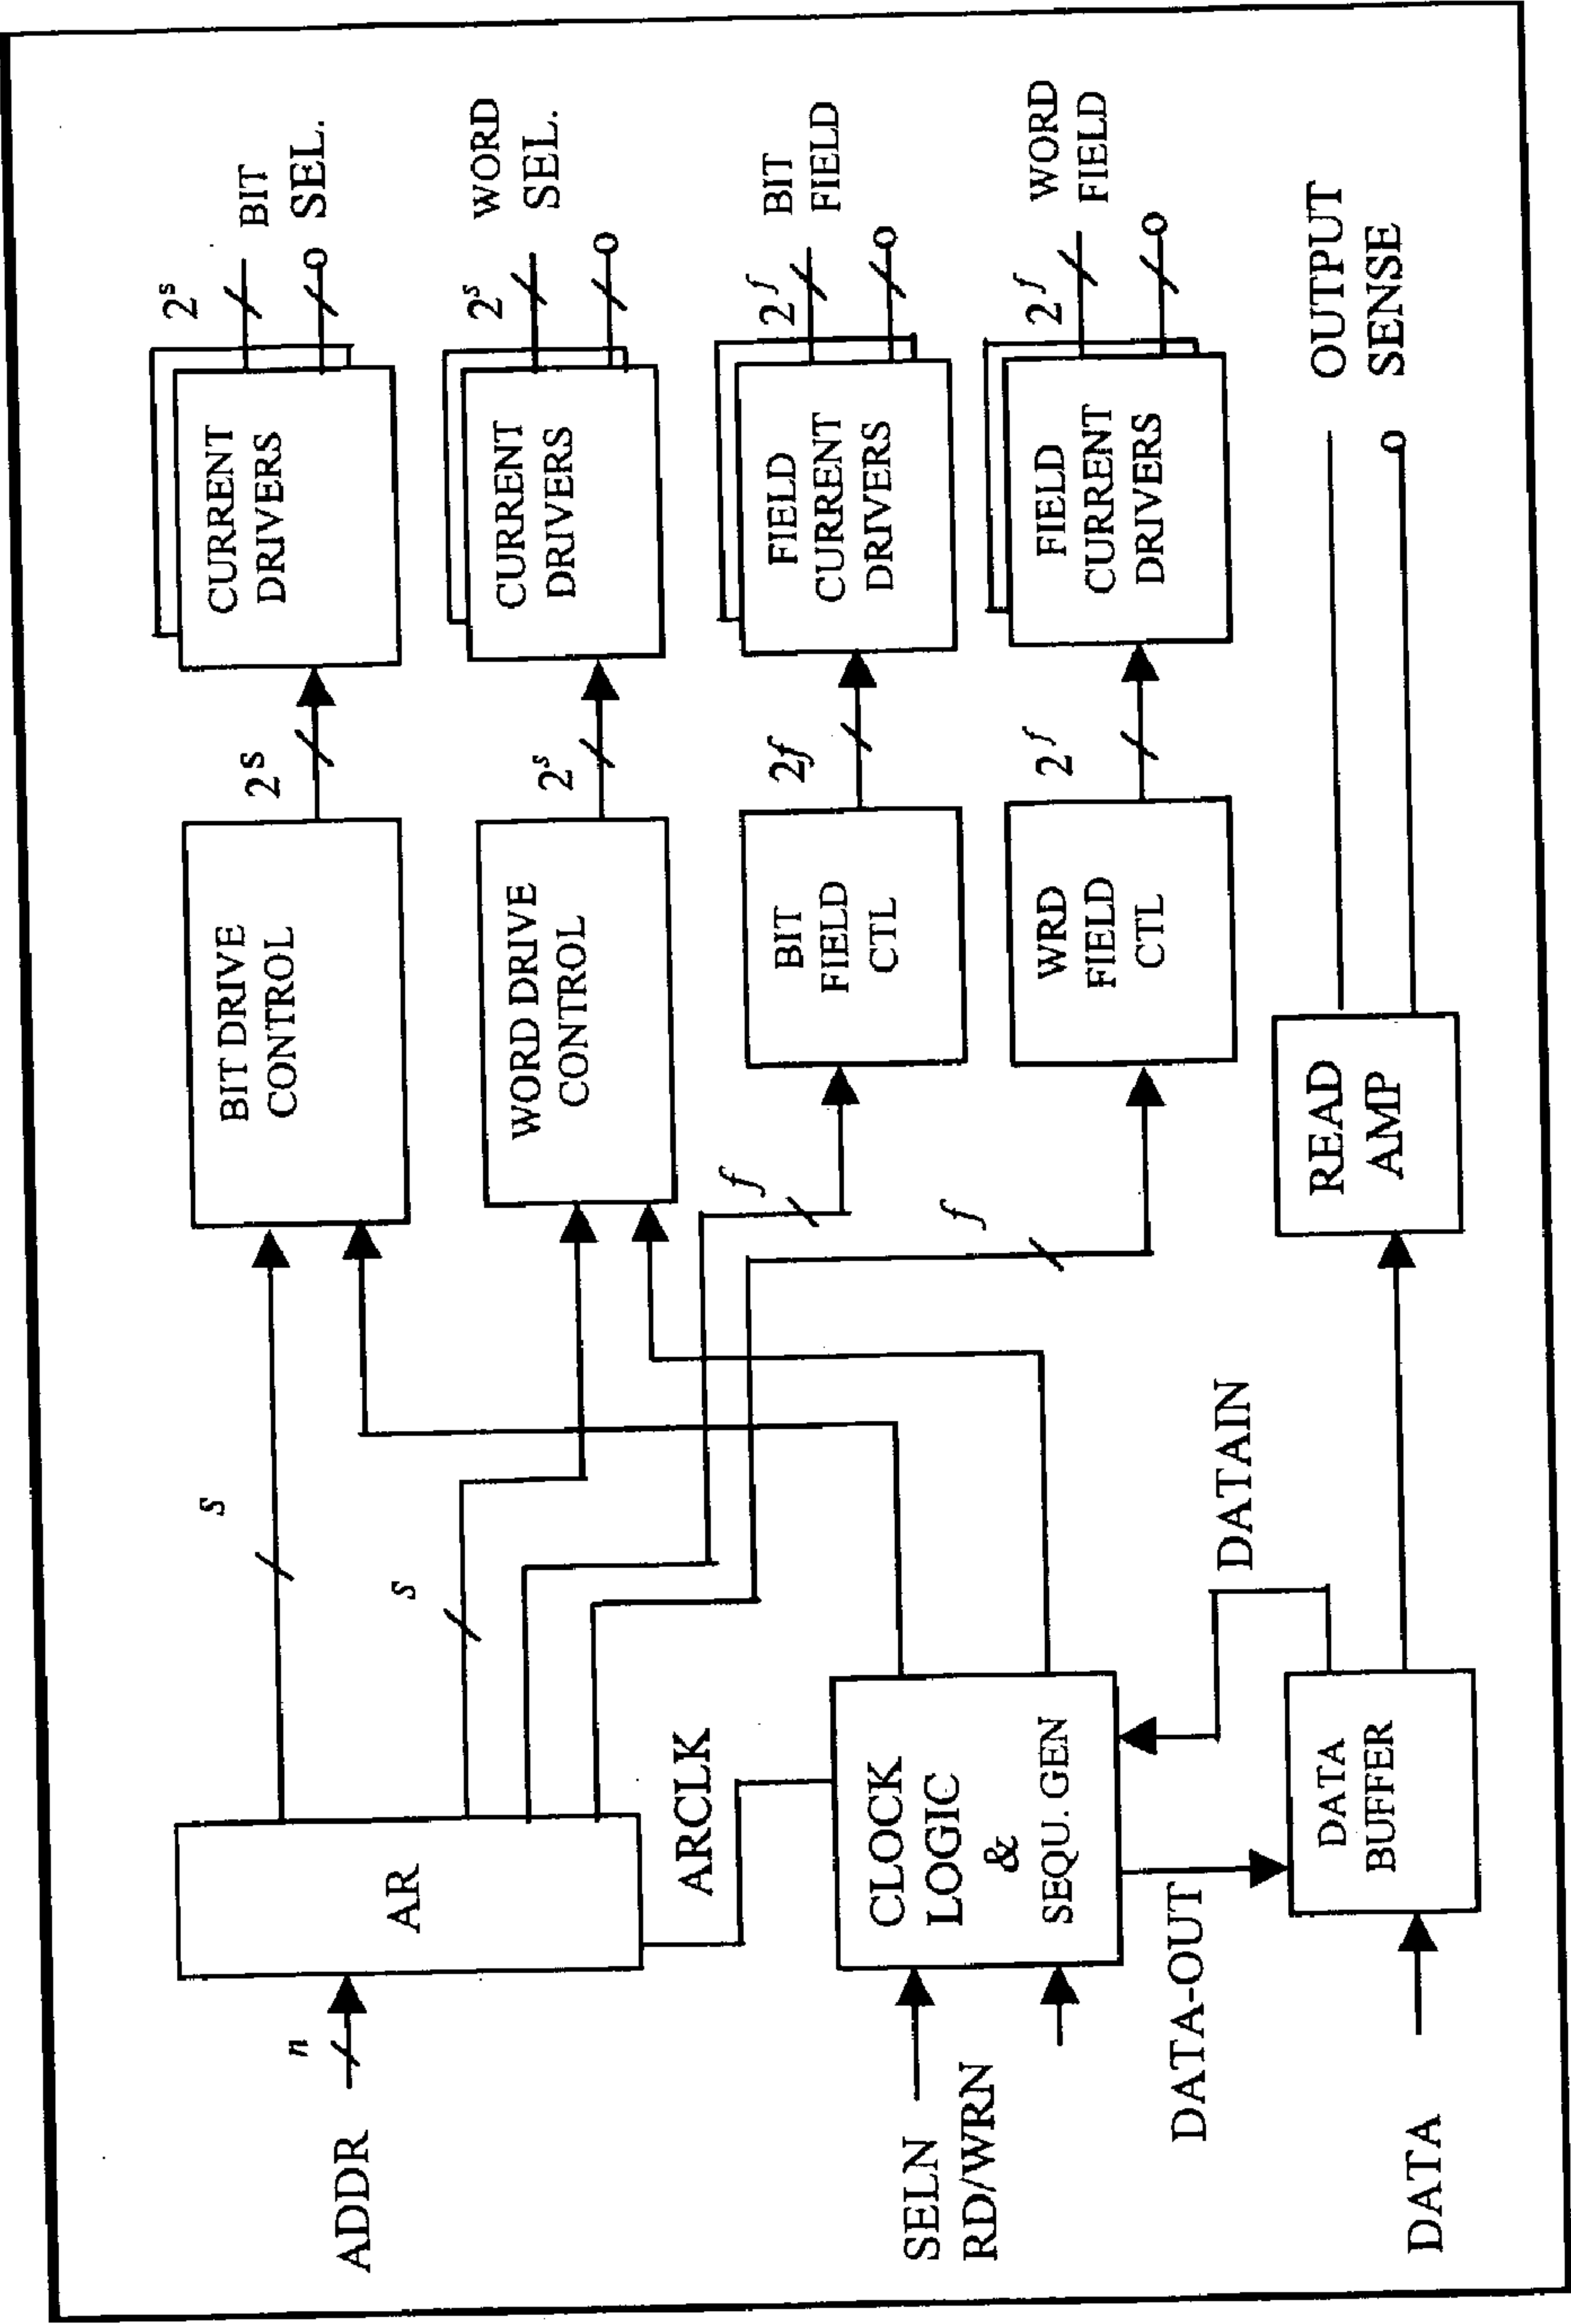 2ˢ
BIT
SEL.
CURRENT
DRIVERS
2ˢ
BIT DRIVE
CONTROL
s
AR
n
ADDR
2ˢ
WORD
SEL.
CURRENT
DRIVERS
2ˢ
WORD DRIVE
CONTROL
s
2ᶠ
BIT
FIELD
FIELD
CURRENT
DRIVERS
2f
BIT
FIELD
CTL
f
ARCLK
2ᶠ
WORD
FIELD
FIELD
CURRENT
DRIVERS
2ᶠ
WRD
FIELD
CTL
f
CLOCK
LOGIC
&
SEQU. GEN
SELN
RD/WRN
DATAIN
DATA-OUT
OUTPUT
SENSE
READ
AMP
DATA
BUFFER
DATA